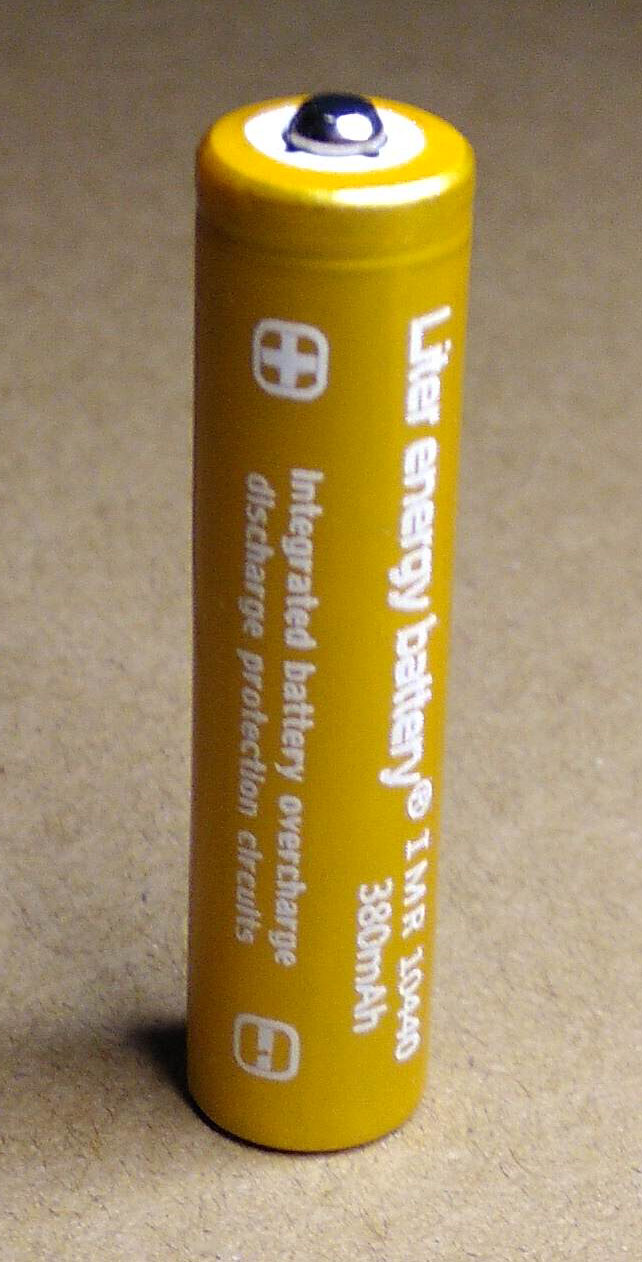 Liter energy battery® IMR 10440
380mAh
Integrated battery overcharge
discharge protection circuits